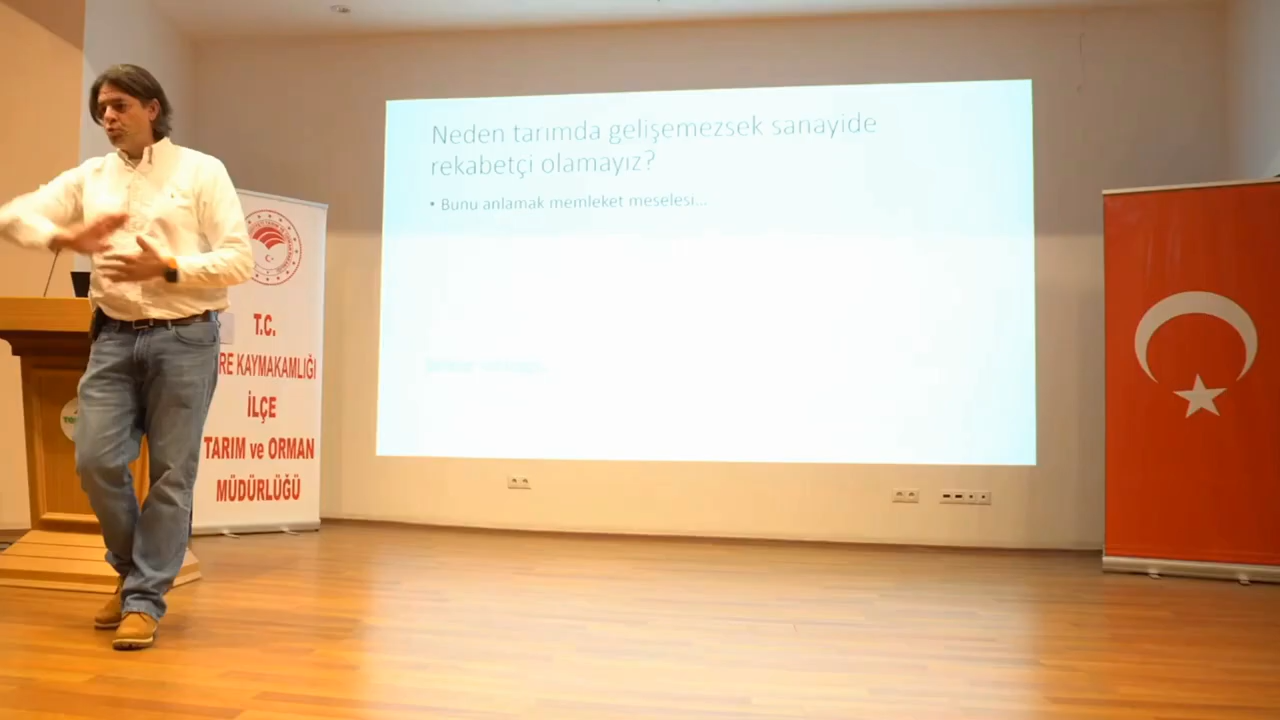 Neden tarımda gelişemezsek sanayide
rekabetçi olamayız?
• Bunu anlamak memleket meselesi...
T.C.
RE KAYMAKAMLIĞI
İLÇE
TARIM ve ORMAN
MÜDÜRLÜĞÜ